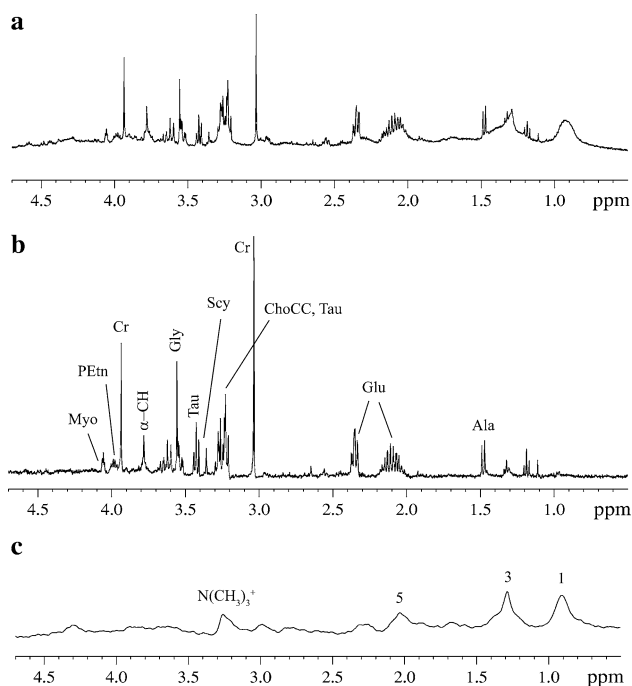 a
4.5 4.0 3.5 3.0 2.5 2.0 1.5 1.0 ppm
b
Cr
Scy
ChoCC, Tau
Cr
Gly
PEtn
α–CH
Tau
Glu
Myo
Ala
4.5 4.0 3.5 3.0 2.5 2.0 1.5 1.0 ppm
c
N(CH3)3+
5
3
1
4.5 4.0 3.5 3.0 2.5 2.0 1.5 1.0 ppm